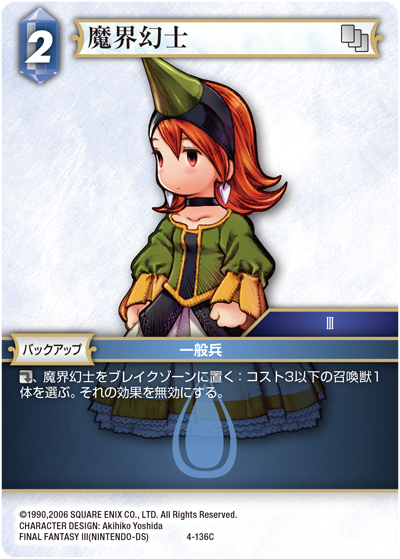 2
魔界幻士
III
バックアップ
一般兵
、魔界幻士をブレイクゾーンに置く：コスト3以下の召喚獣1
体を選ぶ。それの効果を無効にする。
©1990,2006 SQUARE ENIX CO., LTD. All Rights Reserved.
CHARACTER DESIGN: Akihiko Yoshida
FINAL FANTASY III(NINTENDO-DS) 4-136C